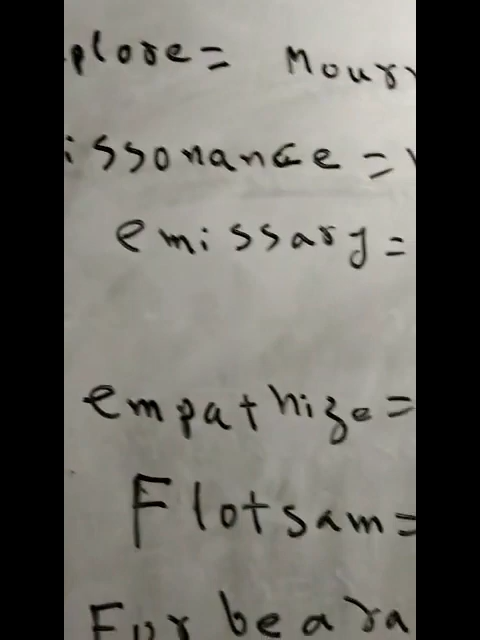 plore= Mour
issonance =
emissary=
empathize=
Flotsam=
Forbeara